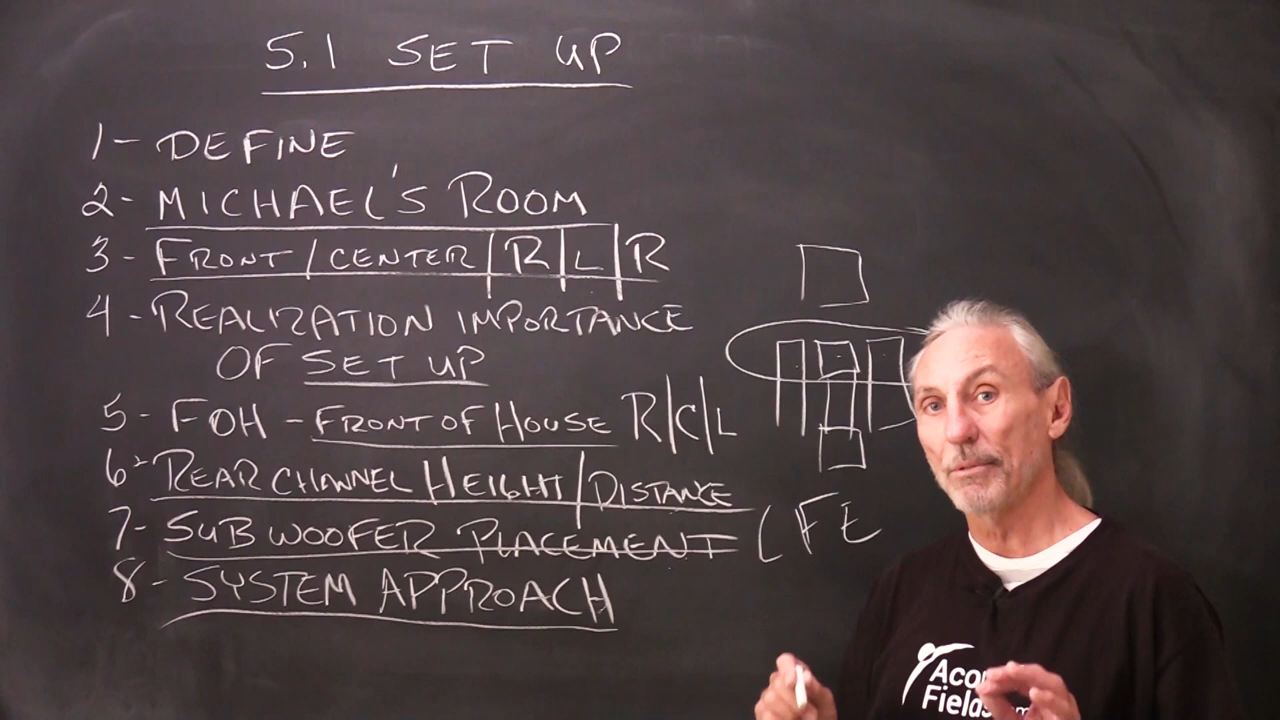 5.1 SET UP
1 - DEFINE
2 - MICHAEL'S ROOM
3 - FRONT / CENTER / R | L | R
4 - REALIZATION IMPORTANCE
OF SET UP
5 - FOH - FRONT OF HOUSE R | C | L
6 - REAR CHANNEL HEIGHT / DISTANCE
7 - SUBWOOFER PLACEMENT LFE
8 - SYSTEM APPROACH
Fields